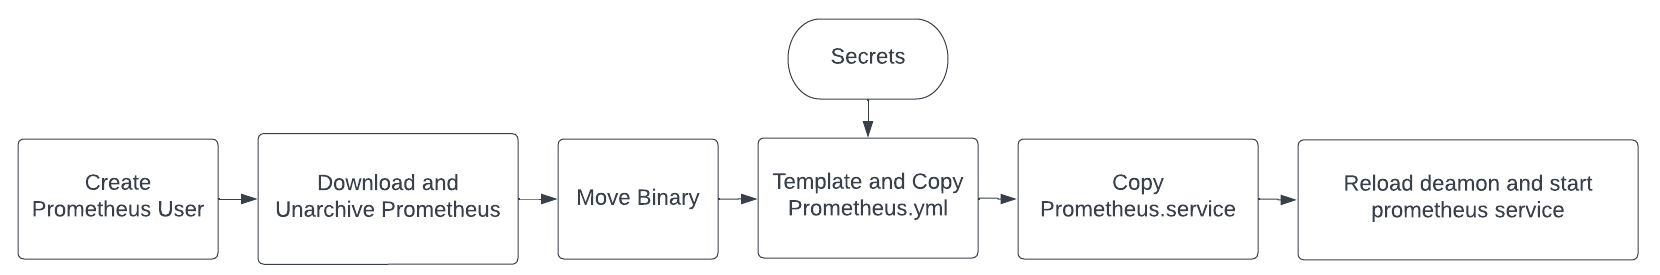 Secrets
Create
Prometheus User
Download and
Unarchive Prometheus
Move Binary
Template and Copy
Prometheus.yml
Copy
Prometheus.service
Reload deamon and start
prometheus service